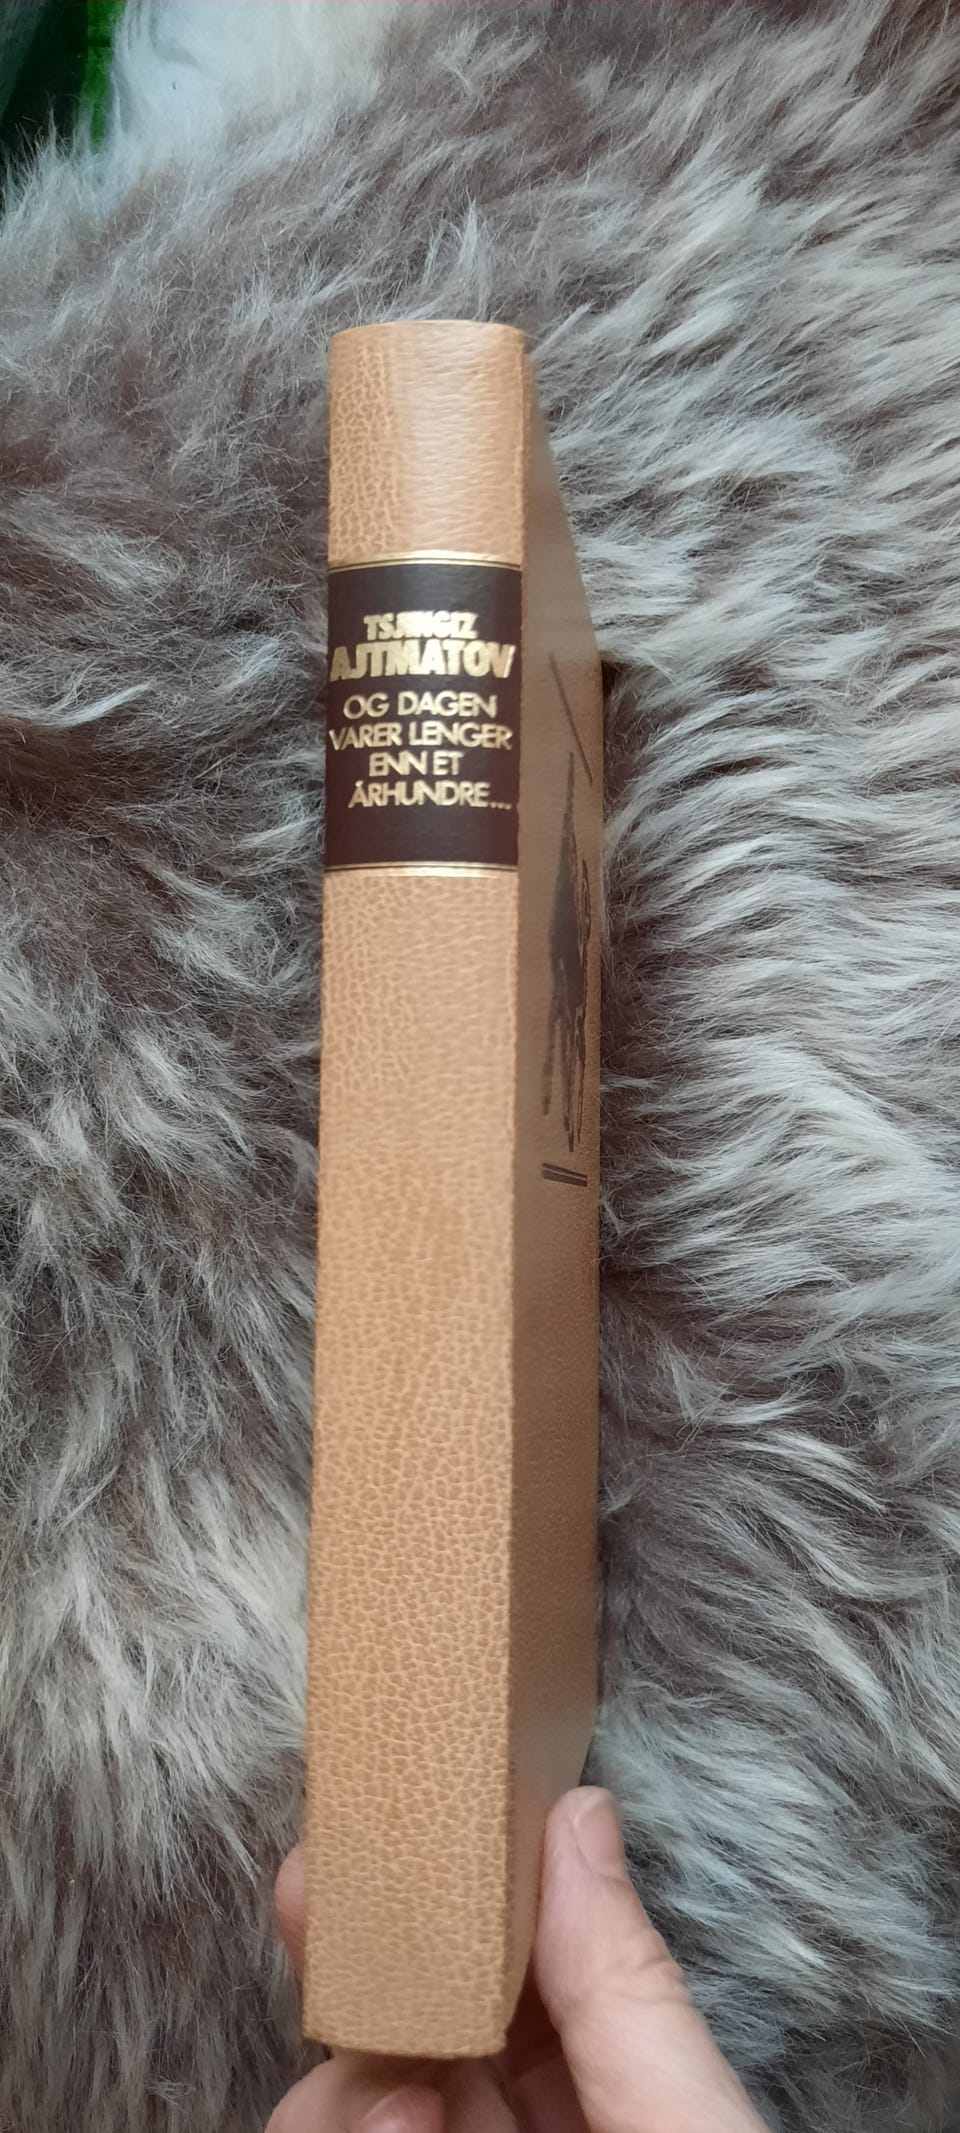 TSJINGIZ
AJTMATOV
OG DAGEN
VARER LENGER
ENN ET
ÅRHUNDRE...